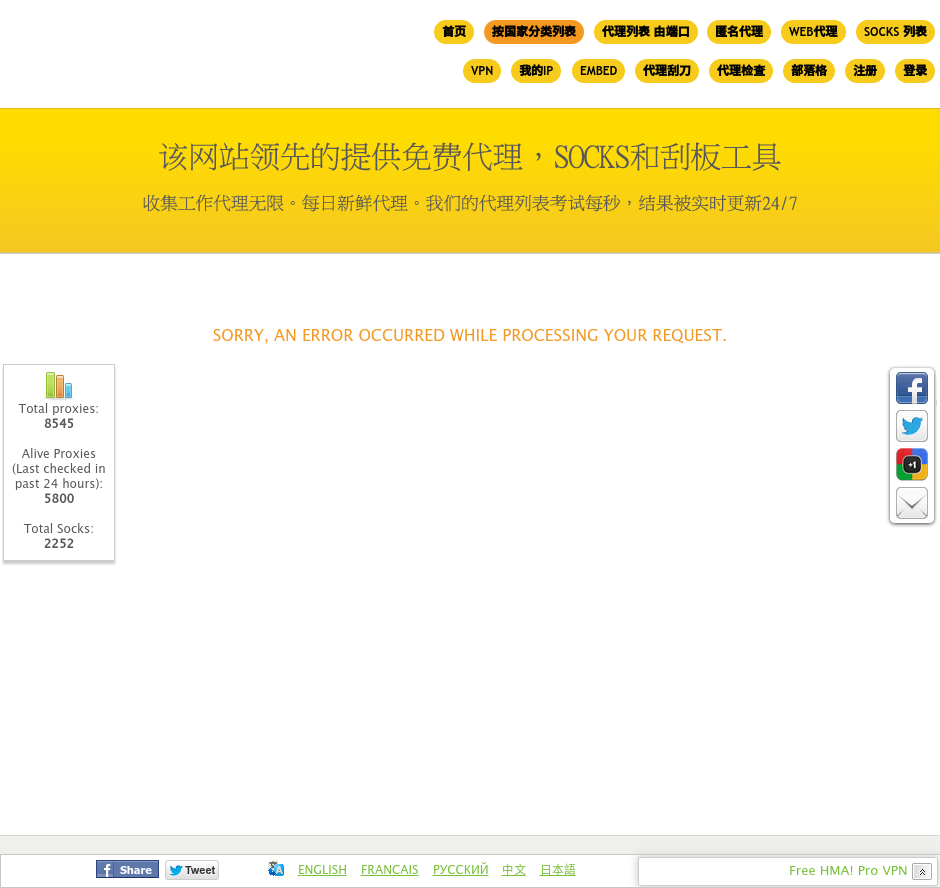 首页 按国家分类列表 代理列表 由端口 匿名代理 WEB代理 SOCKS 列表
VPN 我的IP EMBED 代理刮刀 代理检查 部落格 注册 登录
该网站领先的提供免费代理，SOCKS和刮板工具
收集工作代理无限。每日新鲜代理。我们的代理列表考试每秒，结果被实时更新24/7
SORRY, AN ERROR OCCURRED WHILE PROCESSING YOUR REQUEST.
Total proxies:
8545
Alive Proxies
(Last checked in
past 24 hours):
5800
Total Socks:
2252
+1
Share Tweet ENGLISH FRANCAIS РУССКИЙ 中文 日本語 Free HMA! Pro VPN